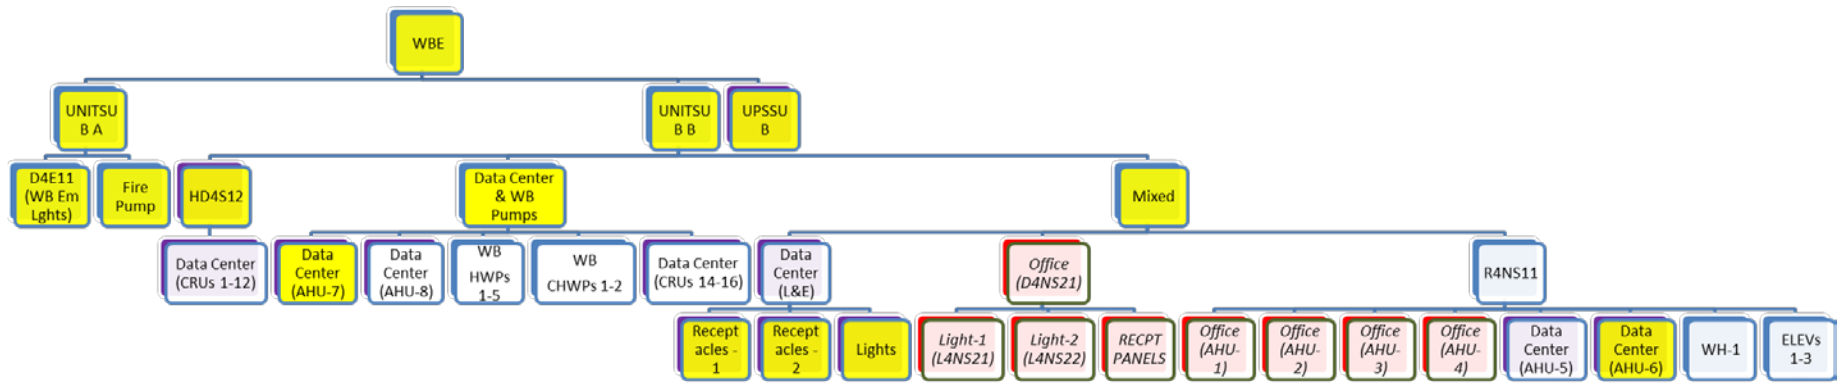 WBE
UNITSU
B A
UNITSU
B B
UPSSU
B
D4E11
(WB Em
Lghts)
Fire
Pump
HD4S12
Data Center
& WB
Pumps
Mixed
Data Center
(CRUs 1-12)
Data
Center
(AHU-7)
Data
Center
(AHU-8)
WB
HWPs
1-5
WB
CHWPs 1-2
Data Center
(CRUs 14-16)
Data
Center
(L&E)
Office
(D4NS21)
R4NS11
Recept
acles -
1
Recept
acles -
2
Lights
Light-1
(L4NS21)
Light-2
(L4NS22)
RECPT
PANELS
Office
(AHU-
1)
Office
(AHU-
2)
Office
(AHU-
3)
Office
(AHU-
4)
Data
Center
(AHU-5)
Data
Center
(AHU-6)
WH-1
ELEVs
1-3